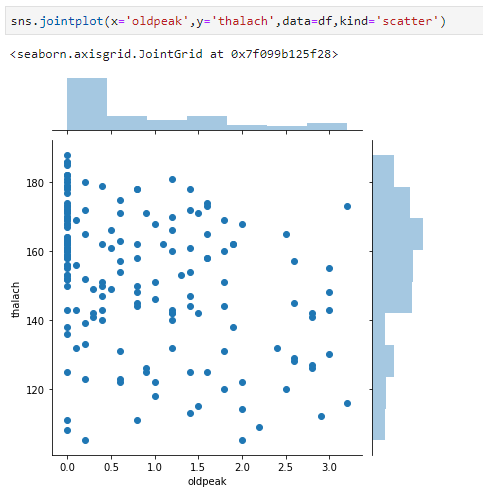 sns.jointplot(x='oldpeak',y='thalach',data=df,kind='scatter')
<seaborn.axisgrid.JointGrid at 0x7f099b125f28>
180
160
140
120
thalach
0.0 0.5 1.0 1.5 2.0 2.5 3.0
oldpeak